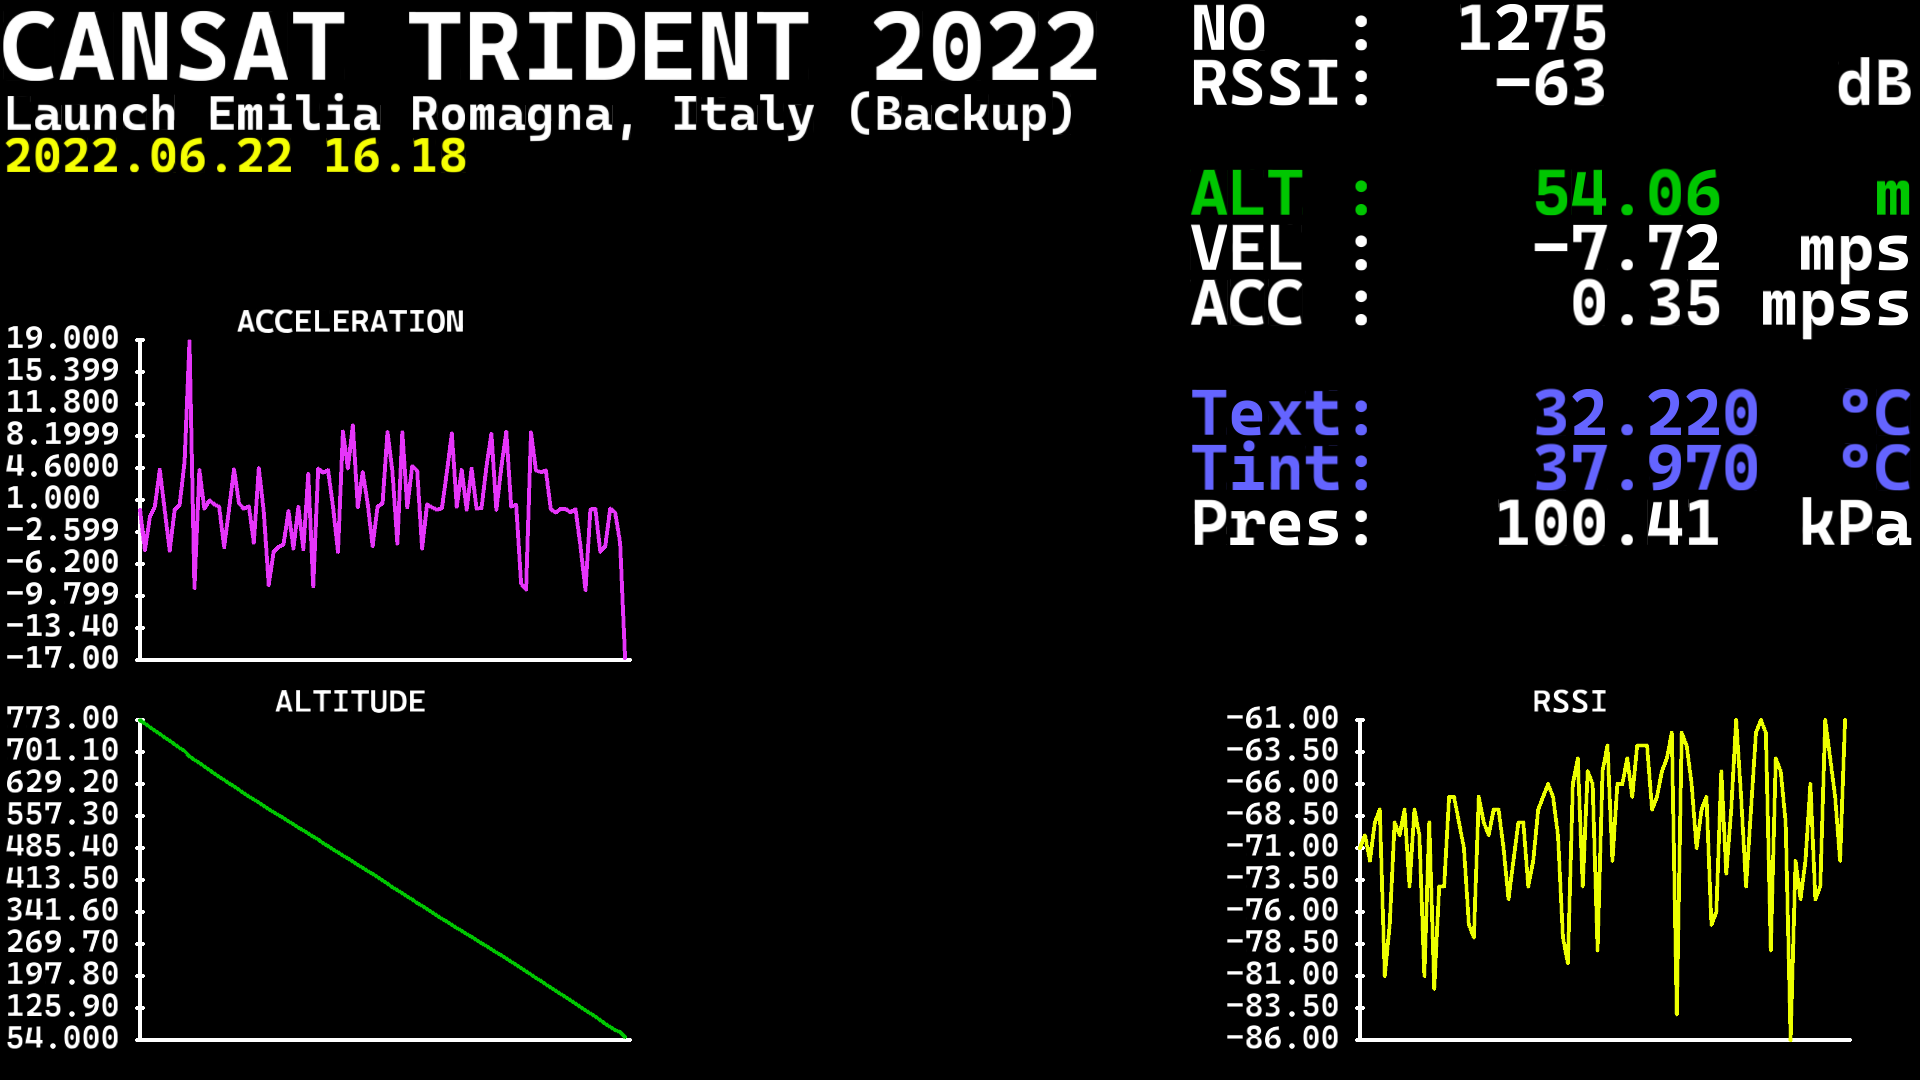 CANSAT TRIDENT 2022
Launch Emilia Romagna, Italy (Backup)
2022.06.22 16.18
NO : 1275
RSSI: −63 dB
ALT : 54.06 m
VEL : −7.72 mps
ACC : 0.35 mpss
Text: 32.220 °C
Tint: 37.970 °C
Pres: 100.41 kPa
ACCELERATION
19.000
15.399
11.800
8.1999
4.6000
1.000
−2.599
−6.200
−9.799
−13.40
−17.00
ALTITUDE
773.00
701.10
629.20
557.30
485.40
413.50
341.60
269.70
197.80
125.90
54.000
RSSI
−61.00
−63.50
−66.00
−68.50
−71.00
−73.50
−76.00
−78.50
−81.00
−83.50
−86.00